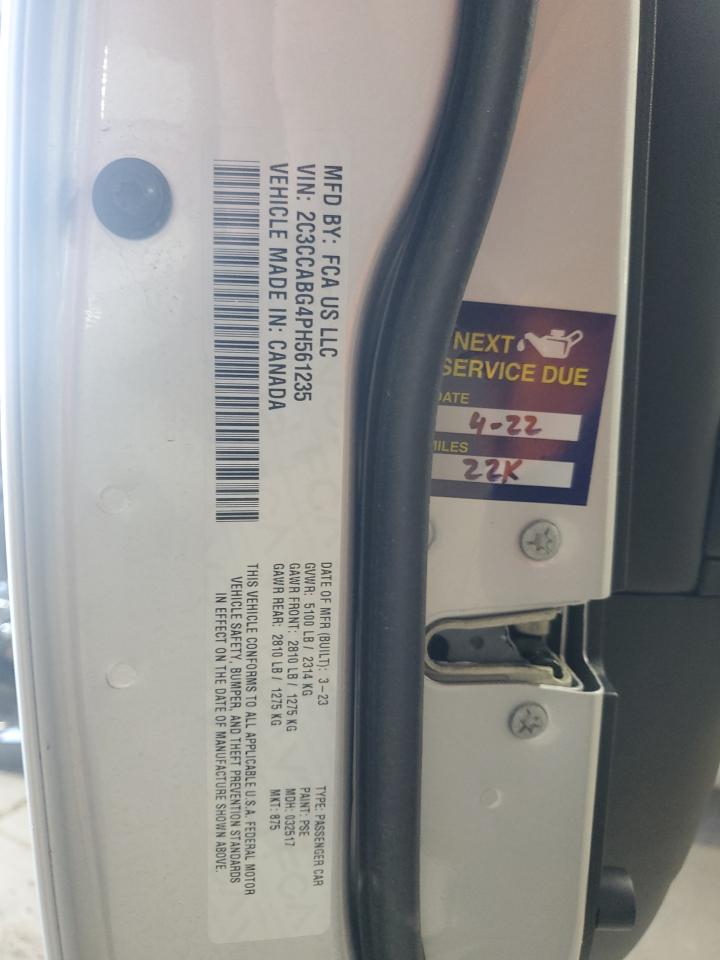 MFD BY: FCA US LLC
VIN: 2C3CCABG4PH561235
VEHICLE MADE IN: CANADA
DATE OF MFR (BUILT): 3-23
GVWR: 5100 LB / 2314 KG
GAWR FRONT: 2810 LB / 1275 KG
GAWR REAR: 2810 LB / 1275 KG
TYPE: PASSENGER CAR
PAINT: PSE
MDH: 032517
MKT: 875
THIS VEHICLE CONFORMS TO ALL APPLICABLE U.S.A. FEDERAL MOTOR
VEHICLE SAFETY, BUMPER, AND THEFT PREVENTION STANDARDS
IN EFFECT ON THE DATE OF MANUFACTURE SHOWN ABOVE.
NEXT
SERVICE DUE
DATE
4-22
MILES
22K